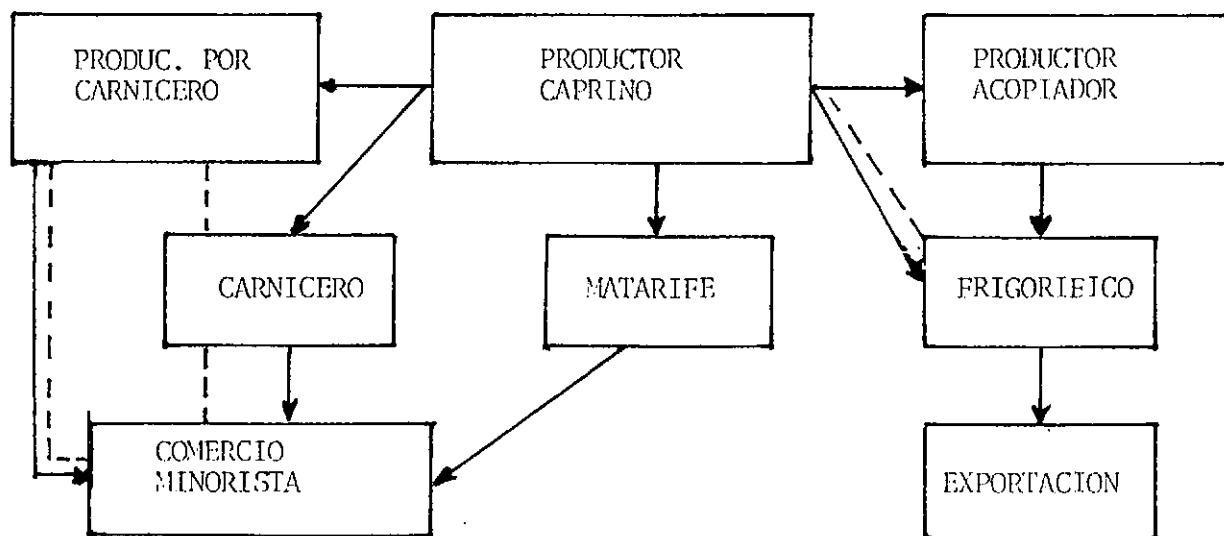 PRODUC. POR
CARNICERO
PRODUCTOR
CAPRINO
PRODUCTOR
ACOPIADOR
CARNICERO
MATARIFE
FRIGORIFICO
COMERCIO
MINORISTA
EXPORTACION